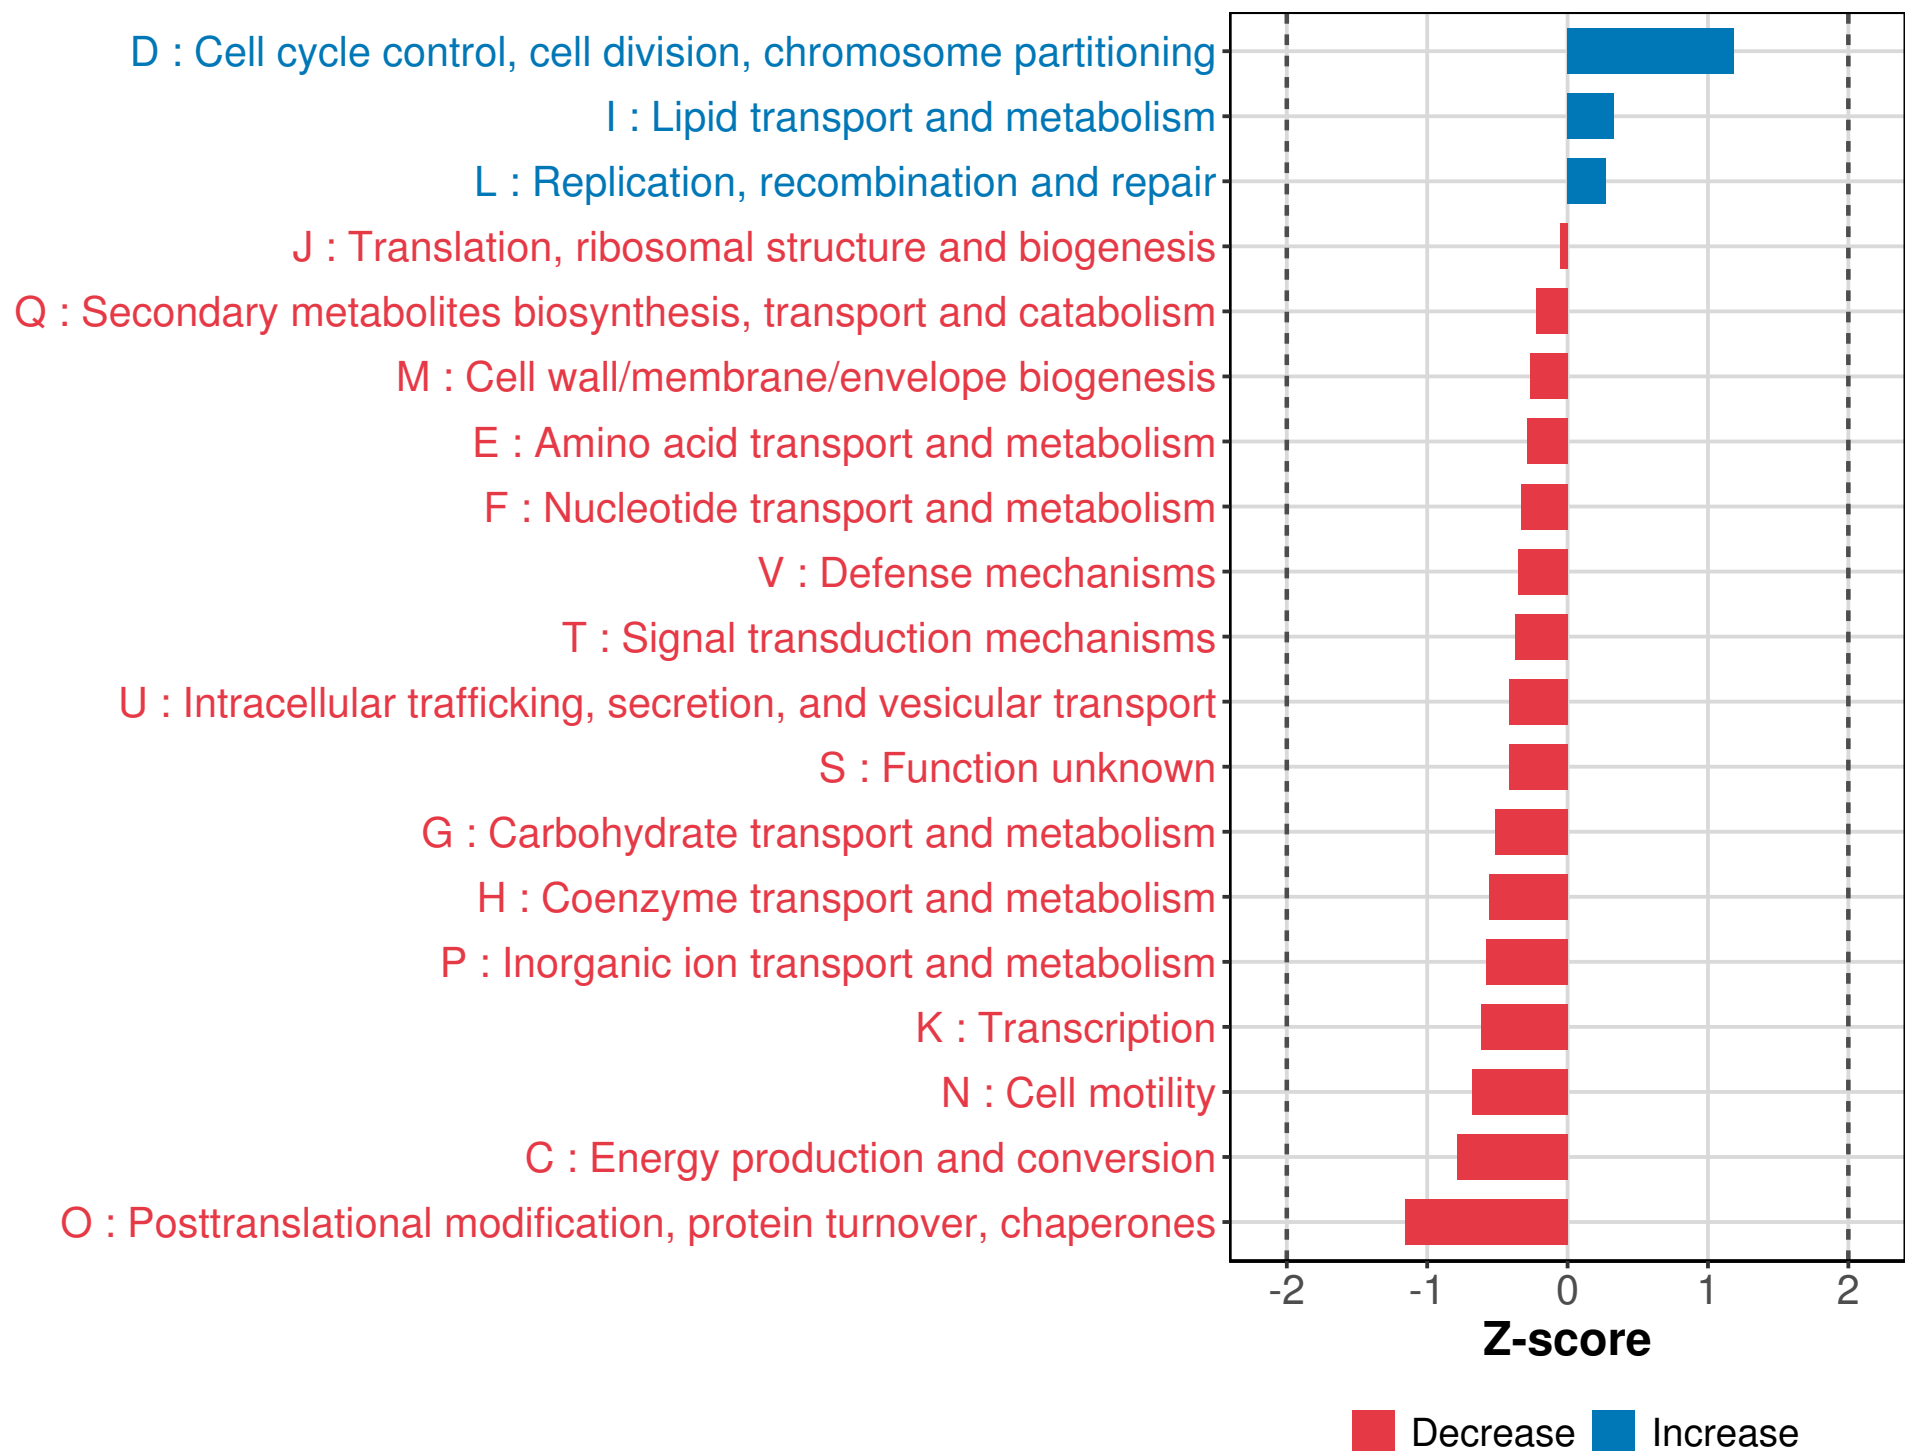 D : Cell cycle control, cell division, chromosome partitioning
I : Lipid transport and metabolism
L : Replication, recombination and repair
J : Translation, ribosomal structure and biogenesis
Q : Secondary metabolites biosynthesis, transport and catabolism
M : Cell wall/membrane/envelope biogenesis
E : Amino acid transport and metabolism
F : Nucleotide transport and metabolism
V : Defense mechanisms
T : Signal transduction mechanisms
U : Intracellular trafficking, secretion, and vesicular transport
S : Function unknown
G : Carbohydrate transport and metabolism
H : Coenzyme transport and metabolism
P : Inorganic ion transport and metabolism
K : Transcription
N : Cell motility
C : Energy production and conversion
O : Posttranslational modification, protein turnover, chaperones
-2 -1 0 1 2
Z-score
Decrease Increase